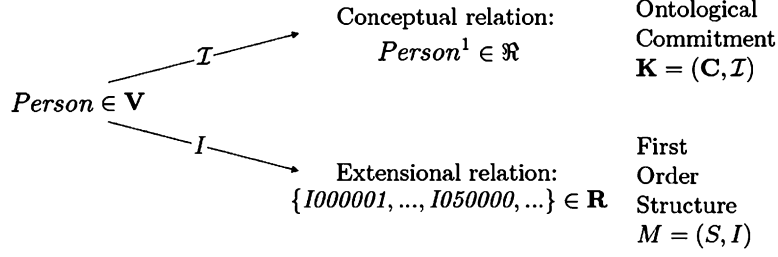 Conceptual relation:
Person¹ ∈ ℜ
Ontological
Commitment
K = (C, ℐ)
ℐ
Person ∈ V
I
Extensional relation:
{I000001, ..., I050000, ...} ∈ R
First
Order
Structure
M = (S, I)